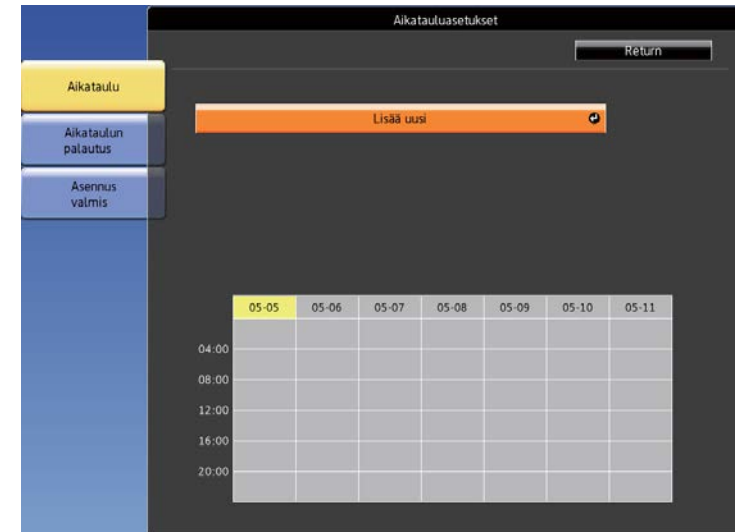 Aikatauluasetukset
Return
Aikataulu
Lisää uusi
Aikataulun
palautus
Asennus
valmis
05-05 05-06 05-07 05-08 05-09 05-10 05-11
04:00
08:00
12:00
16:00
20:00